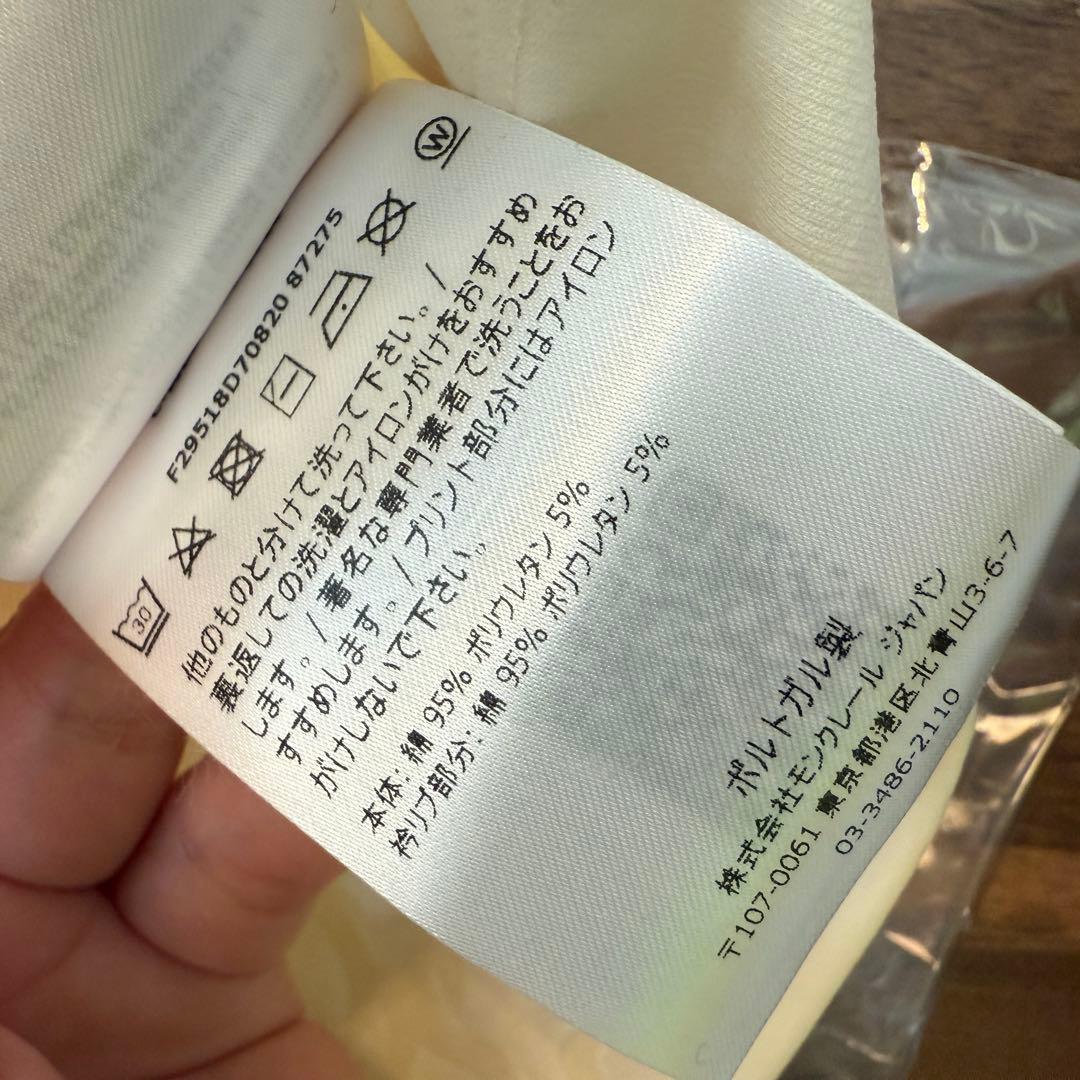 F29518D70820 87275
W
30
他のものと分けて洗って下さい。/
裏返しての洗濯とアイロンがけをおすすめ
します。/ 著名な専門業者で洗うことをお
すすめします。/プリント部分にはアイロン
がけしないで下さい。
本体: 綿 95% ポリウレタン 5%
衿リブ部分: 綿 95% ポリウレタン 5%
ポルトガル製
株式会社モンクレール ジャパン
〒107-0061 東京都港区北青山3-6-7
03-3486-2110